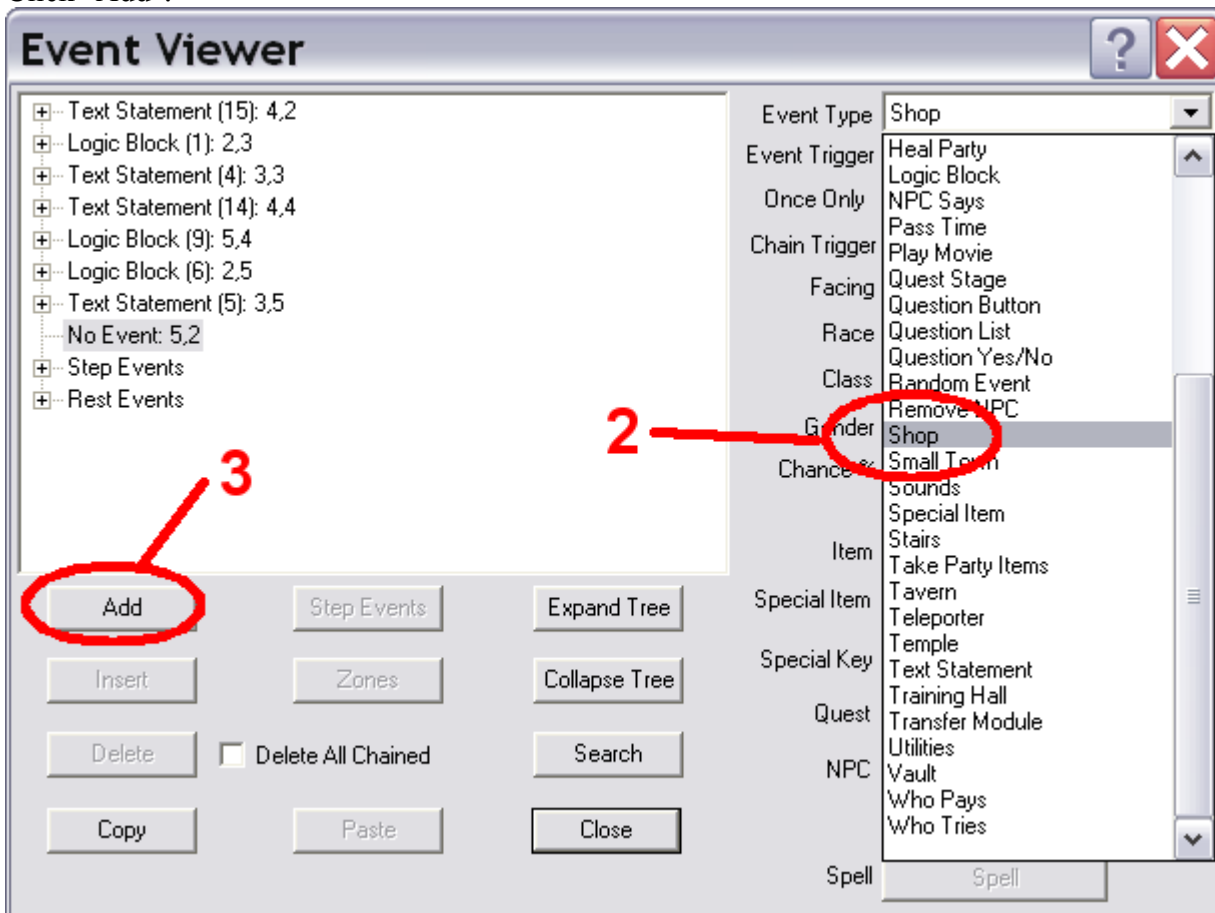 Click "Add".
Event Viewer
?
Text Statement (15): 4,2
Logic Block (1): 2,3
Text Statement (4): 3,3
Text Statement (14): 4,4
Logic Block (9): 5,4
Logic Block (6): 2,5
Text Statement (5): 3,5
No Event: 5,2
Step Events
Rest Events
3
2
Add
Step Events
Expand Tree
Insert
Zones
Collapse Tree
Delete
Delete All Chained
Search
Copy
Paste
Close
Event Type
Event Trigger
Once Only
Chain Trigger
Facing
Race
Class
Gender
Chance %
Item
Special Item
Special Key
Quest
NPC
Spell
Shop
Heal Party
Logic Block
NPC Says
Pass Time
Play Movie
Quest Stage
Question Button
Question List
Question Yes/No
Random Event
Remove NPC
Shop
Small Town
Sounds
Special Item
Stairs
Take Party Items
Tavern
Teleporter
Temple
Text Statement
Training Hall
Transfer Module
Utilities
Vault
Who Pays
Who Tries
Spell